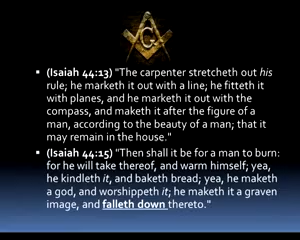 G
(Isaiah 44:13) "The carpenter stretcheth out his
rule; he marketh it out with a line; he fitteth it
with planes, and he marketh it out with the
compass, and maketh it after the figure of a
man, according to the beauty of a man; that it
may remain in the house."
(Isaiah 44:15) "Then shall it be for a man to burn:
for he will take thereof, and warm himself; yea,
he kindleth it, and baketh bread; yea, he maketh
a god, and worshippeth it; he maketh it a graven
image, and falleth down thereto."